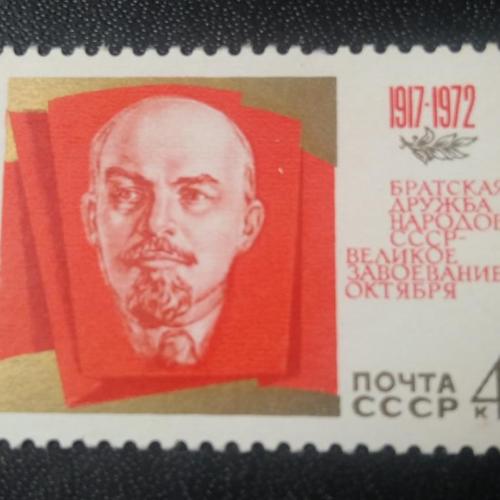 1917-1972
БРАТСКАЯ
ДРУЖБА
НАРОДОВ
СССР-
ВЕЛИКОЕ
ЗАВОЕВАНИЕ
ОКТЯБРЯ
ПОЧТА 4
СССР К